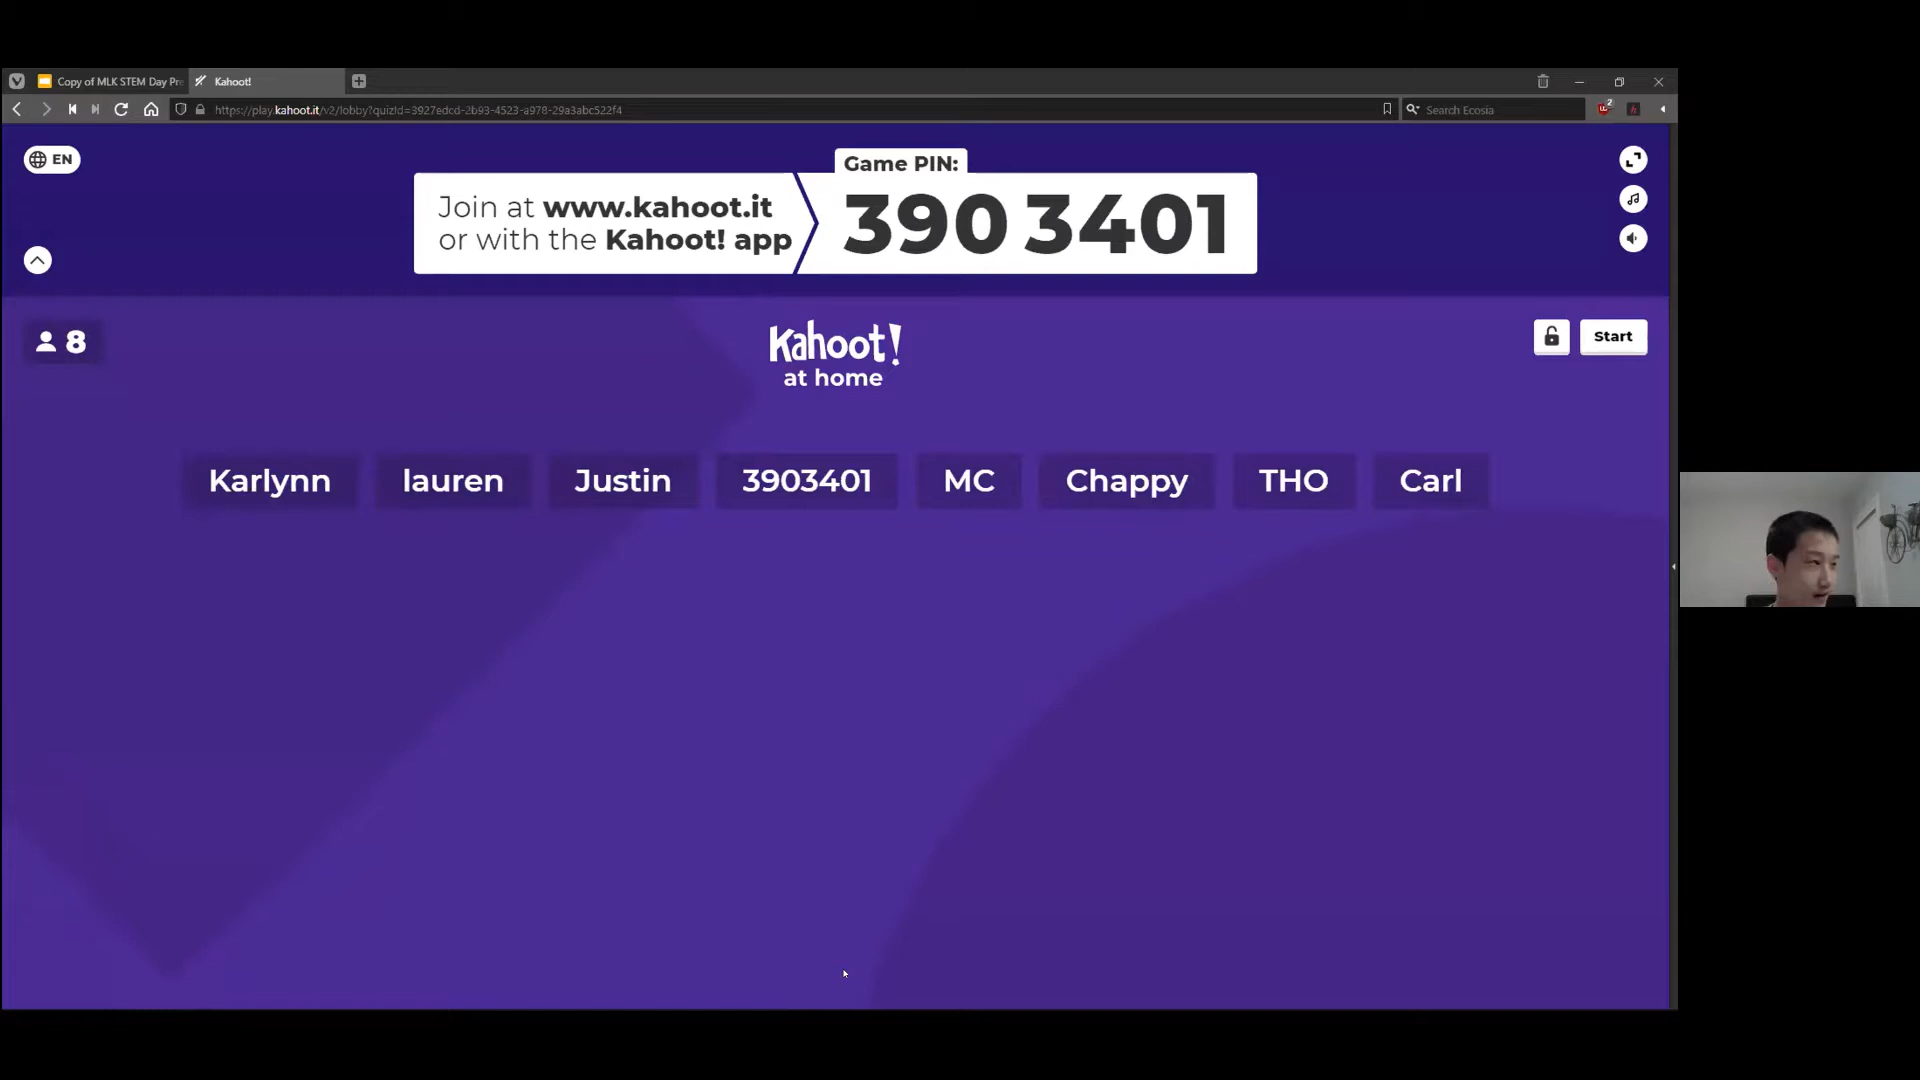 Copy of MLK STEM Day Pre
Kahoot!
https://play.kahoot.it/v2/lobby?quizId=3927edcd-2b93-4523-a978-29a3abc522f4
Search Ecosia
2
EN
Game PIN:
Join at www.kahoot.it
or with the Kahoot! app
390 3401
8
Kahoot!
at home
Start
Karlynn lauren Justin 3903401 MC Chappy THO Carl